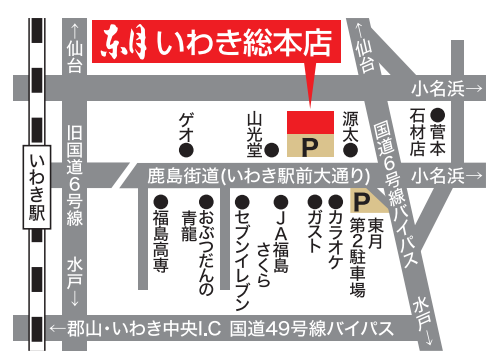 东月 いわき総本店
←仙台
←仙台
小名浜→
ゲオ
山光堂
P
源太
菅本
石材店
旧国道6号線
国道6号線バイパス
いわき駅
鹿島街道(いわき駅前大通り)
小名浜→
福島高専
おぶつだんの
青龍
セブンイレブン
JA福島
さくら
ガスト
カラオケ
P
東月
第2駐車場
水戸→
水戸→
←郡山・いわき中央I.C 国道49号線バイパス